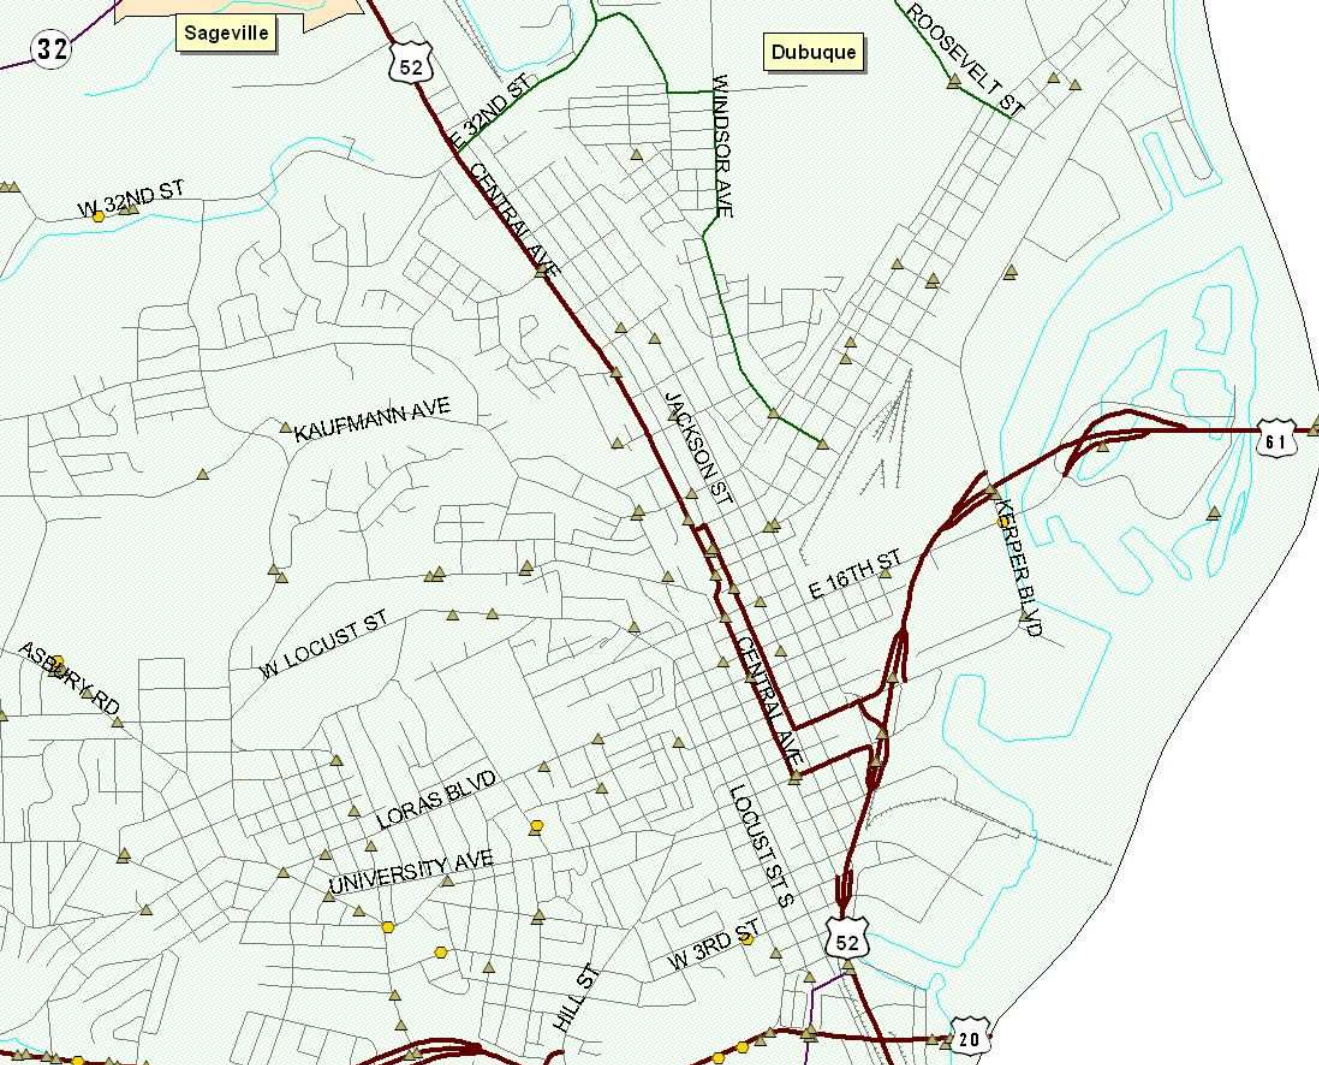 Sageville
32
52
Dubuque
ROOSEVELT ST
E 32ND ST
WINDSOR AVE
W 32ND ST
CENTRAL AVE
KAUFMANN AVE
JACKSON ST
61
KERPER BLVD
E 16TH ST
W LOCUST ST
ASBURY RD
CENTRAL AVE
LORAS BLVD
LOCUST ST S
UNIVERSITY AVE
W 3RD ST
52
HILL ST
20